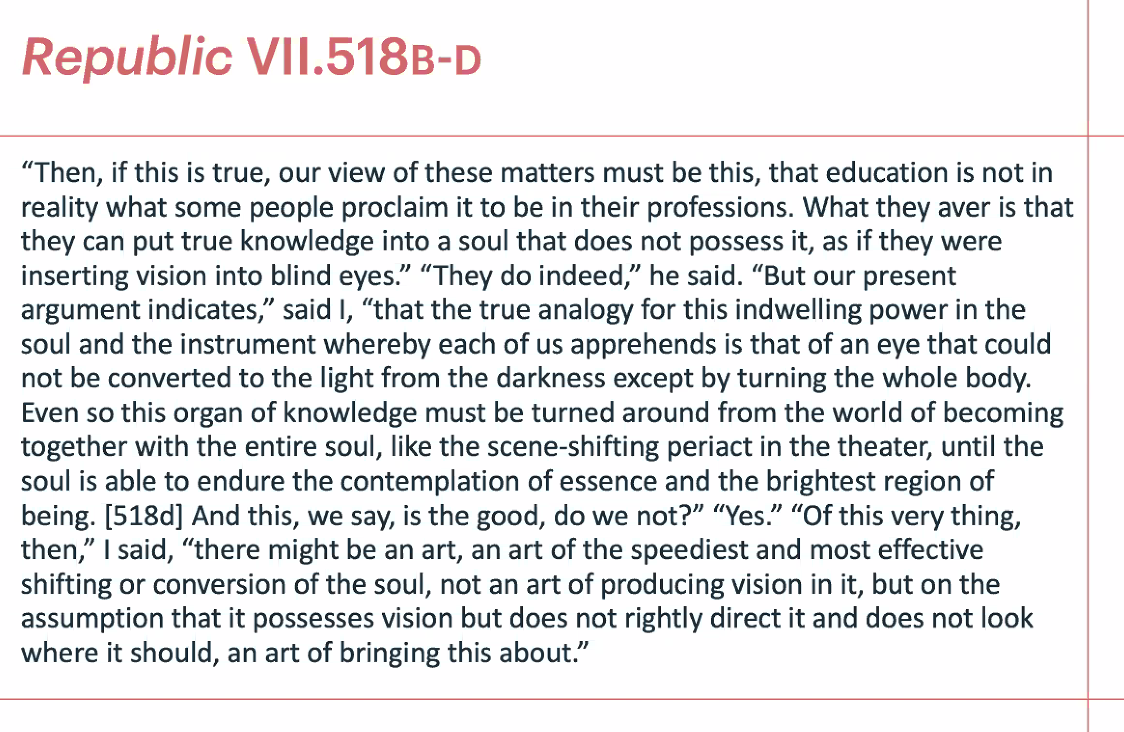 Republic VII.518B-D
“Then, if this is true, our view of these matters must be this, that education is not in
reality what some people proclaim it to be in their professions. What they aver is that
they can put true knowledge into a soul that does not possess it, as if they were
inserting vision into blind eyes.” “They do indeed,” he said. “But our present
argument indicates,” said I, “that the true analogy for this indwelling power in the
soul and the instrument whereby each of us apprehends is that of an eye that could
not be converted to the light from the darkness except by turning the whole body.
Even so this organ of knowledge must be turned around from the world of becoming
together with the entire soul, like the scene-shifting periact in the theater, until the
soul is able to endure the contemplation of essence and the brightest region of
being. [518d] And this, we say, is the good, do we not?” “Yes.” “Of this very thing,
then,” I said, “there might be an art, an art of the speediest and most effective
shifting or conversion of the soul, not an art of producing vision in it, but on the
assumption that it possesses vision but does not rightly direct it and does not look
where it should, an art of bringing this about.”